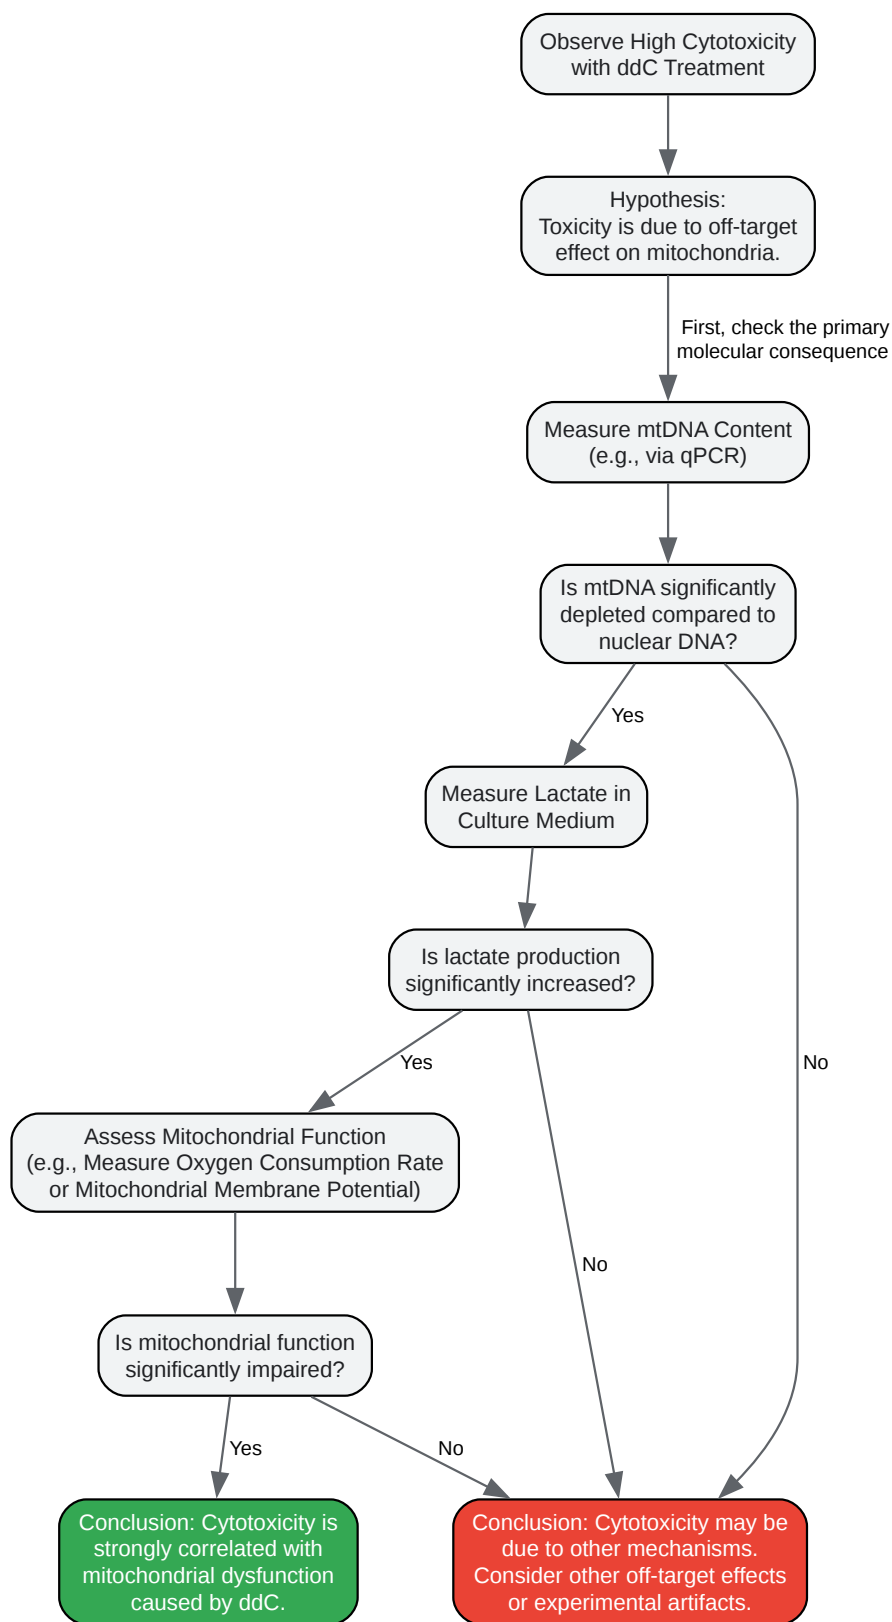 Observe High Cytotoxicity
with ddC Treatment
Hypothesis:
Toxicity is due to off-target
effect on mitochondria.
First, check the primary
molecular consequence
Measure mtDNA Content
(e.g., via qPCR)
Is mtDNA significantly
depleted compared to
nuclear DNA?
Yes
Measure Lactate in
Culture Medium
Is lactate production
significantly increased?
Yes
No
Assess Mitochondrial Function
(e.g., Measure Oxygen Consumption Rate
or Mitochondrial Membrane Potential)
No
Is mitochondrial function
significantly impaired?
Yes
No
Conclusion: Cytotoxicity is
strongly correlated with
mitochondrial dysfunction
caused by ddC.
Conclusion: Cytotoxicity may be
due to other mechanisms.
Consider other off-target effects
or experimental artifacts.